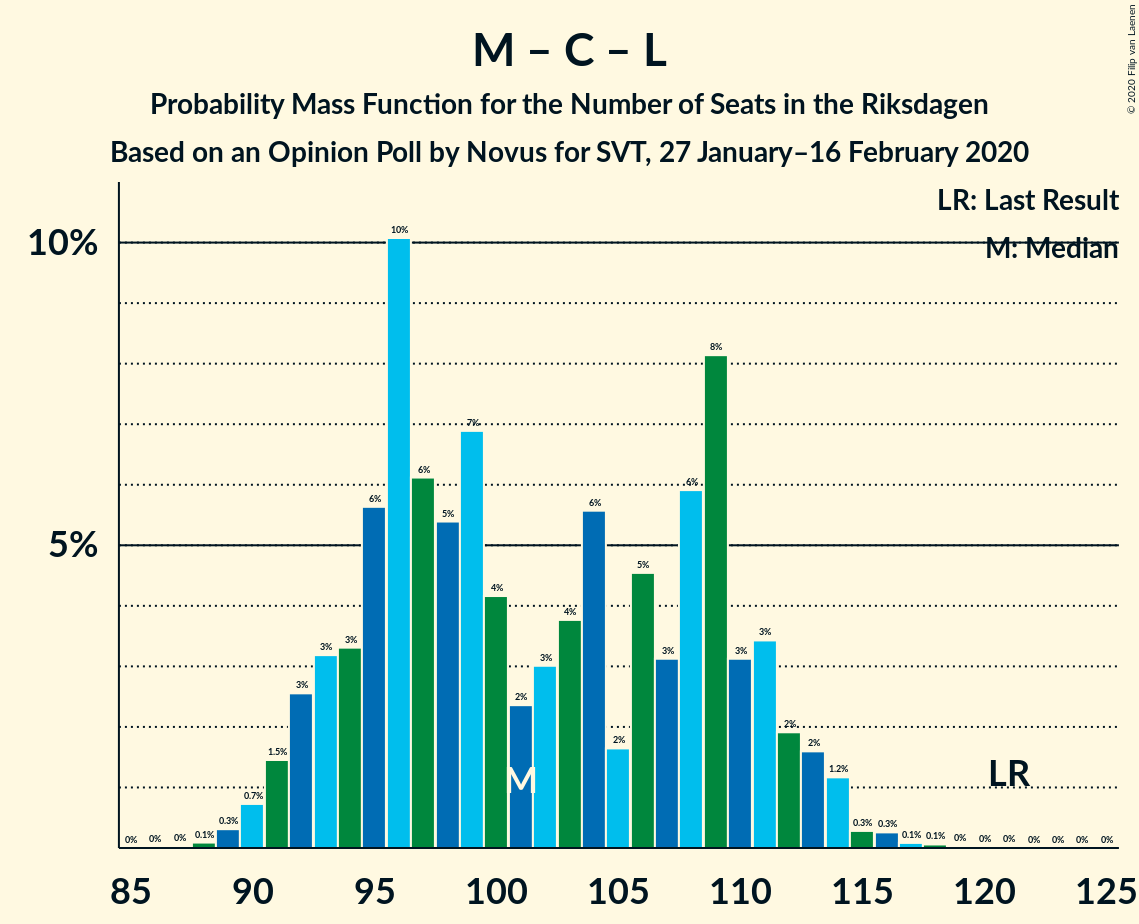 M – C – L
Probability Mass Function for the Number of Seats in the Riksdagen
Based on an Opinion Poll by Novus for SVT, 27 January–16 February 2020
© 2020 Filip van Laenen
LR: Last Result
M: Median
10%
5%
0% 0% 0% 0.1% 0.3% 0.7% 1.5% 3% 3% 3% 6% 10% 6% 5% 7% 4% 2% 3% 4% 6% 2% 5% 3% 6% 8% 3% 3% 2% 2% 1.2% 0.3% 0.3% 0.1% 0.1% 0% 0% 0% 0% 0% 0% 0%
M
LR
85 90 95 100 105 110 115 120 125